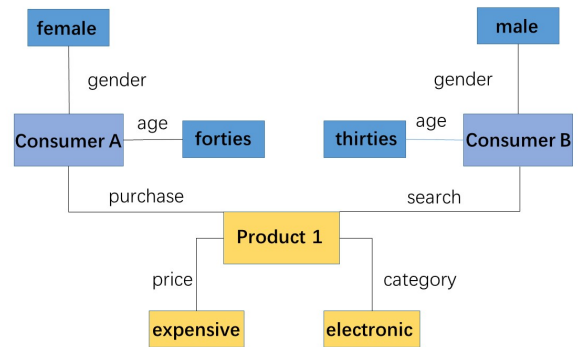 female
male
gender
gender
Consumer A
age
forties
thirties
age
Consumer B
purchase
search
Product 1
price
category
expensive
electronic